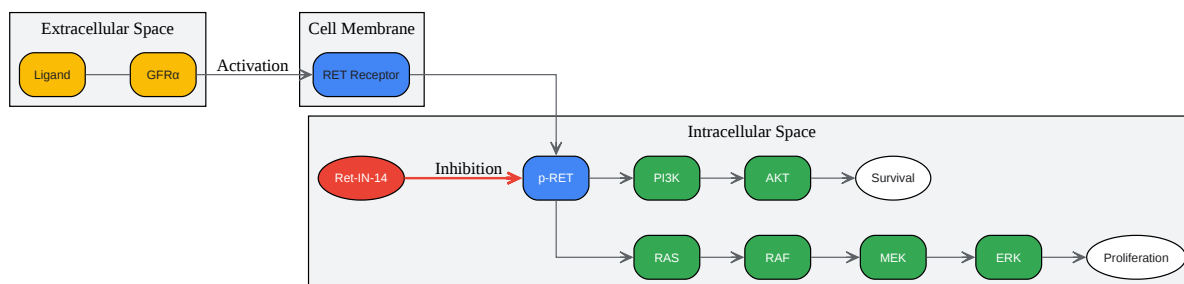 Extracellular Space
Cell Membrane
Ligand
GFRα
Activation
RET Receptor
Intracellular Space
Ret-IN-14
Inhibition
p-RET
PI3K
AKT
Survival
RAS
RAF
MEK
ERK
Proliferation